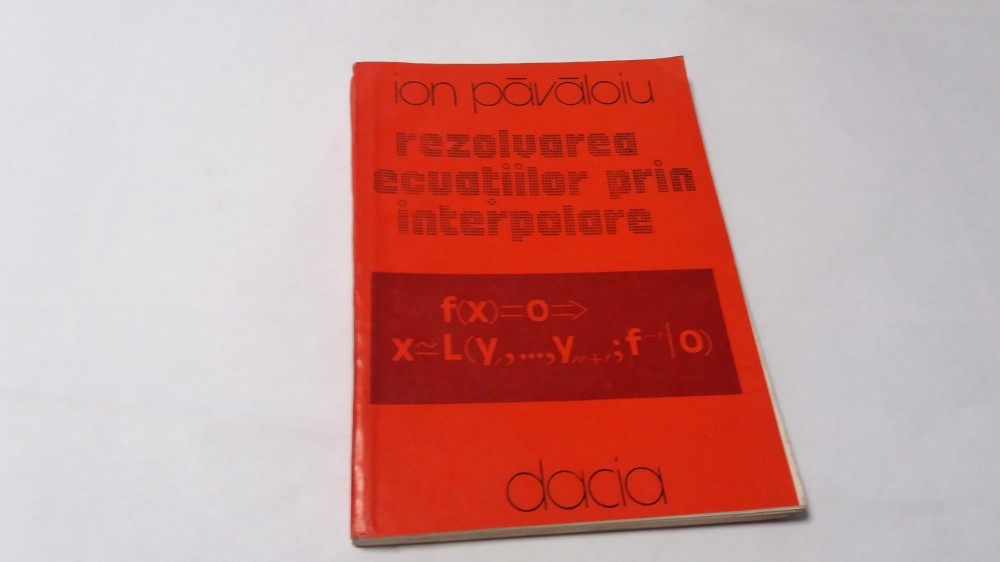 ion păvăloiu
rezolvarea
ecuațiilor prin
interpolare
f(x)=0⇒
x≃L(y₁,...,yₙ₊₁;f⁻¹|0)
dacia